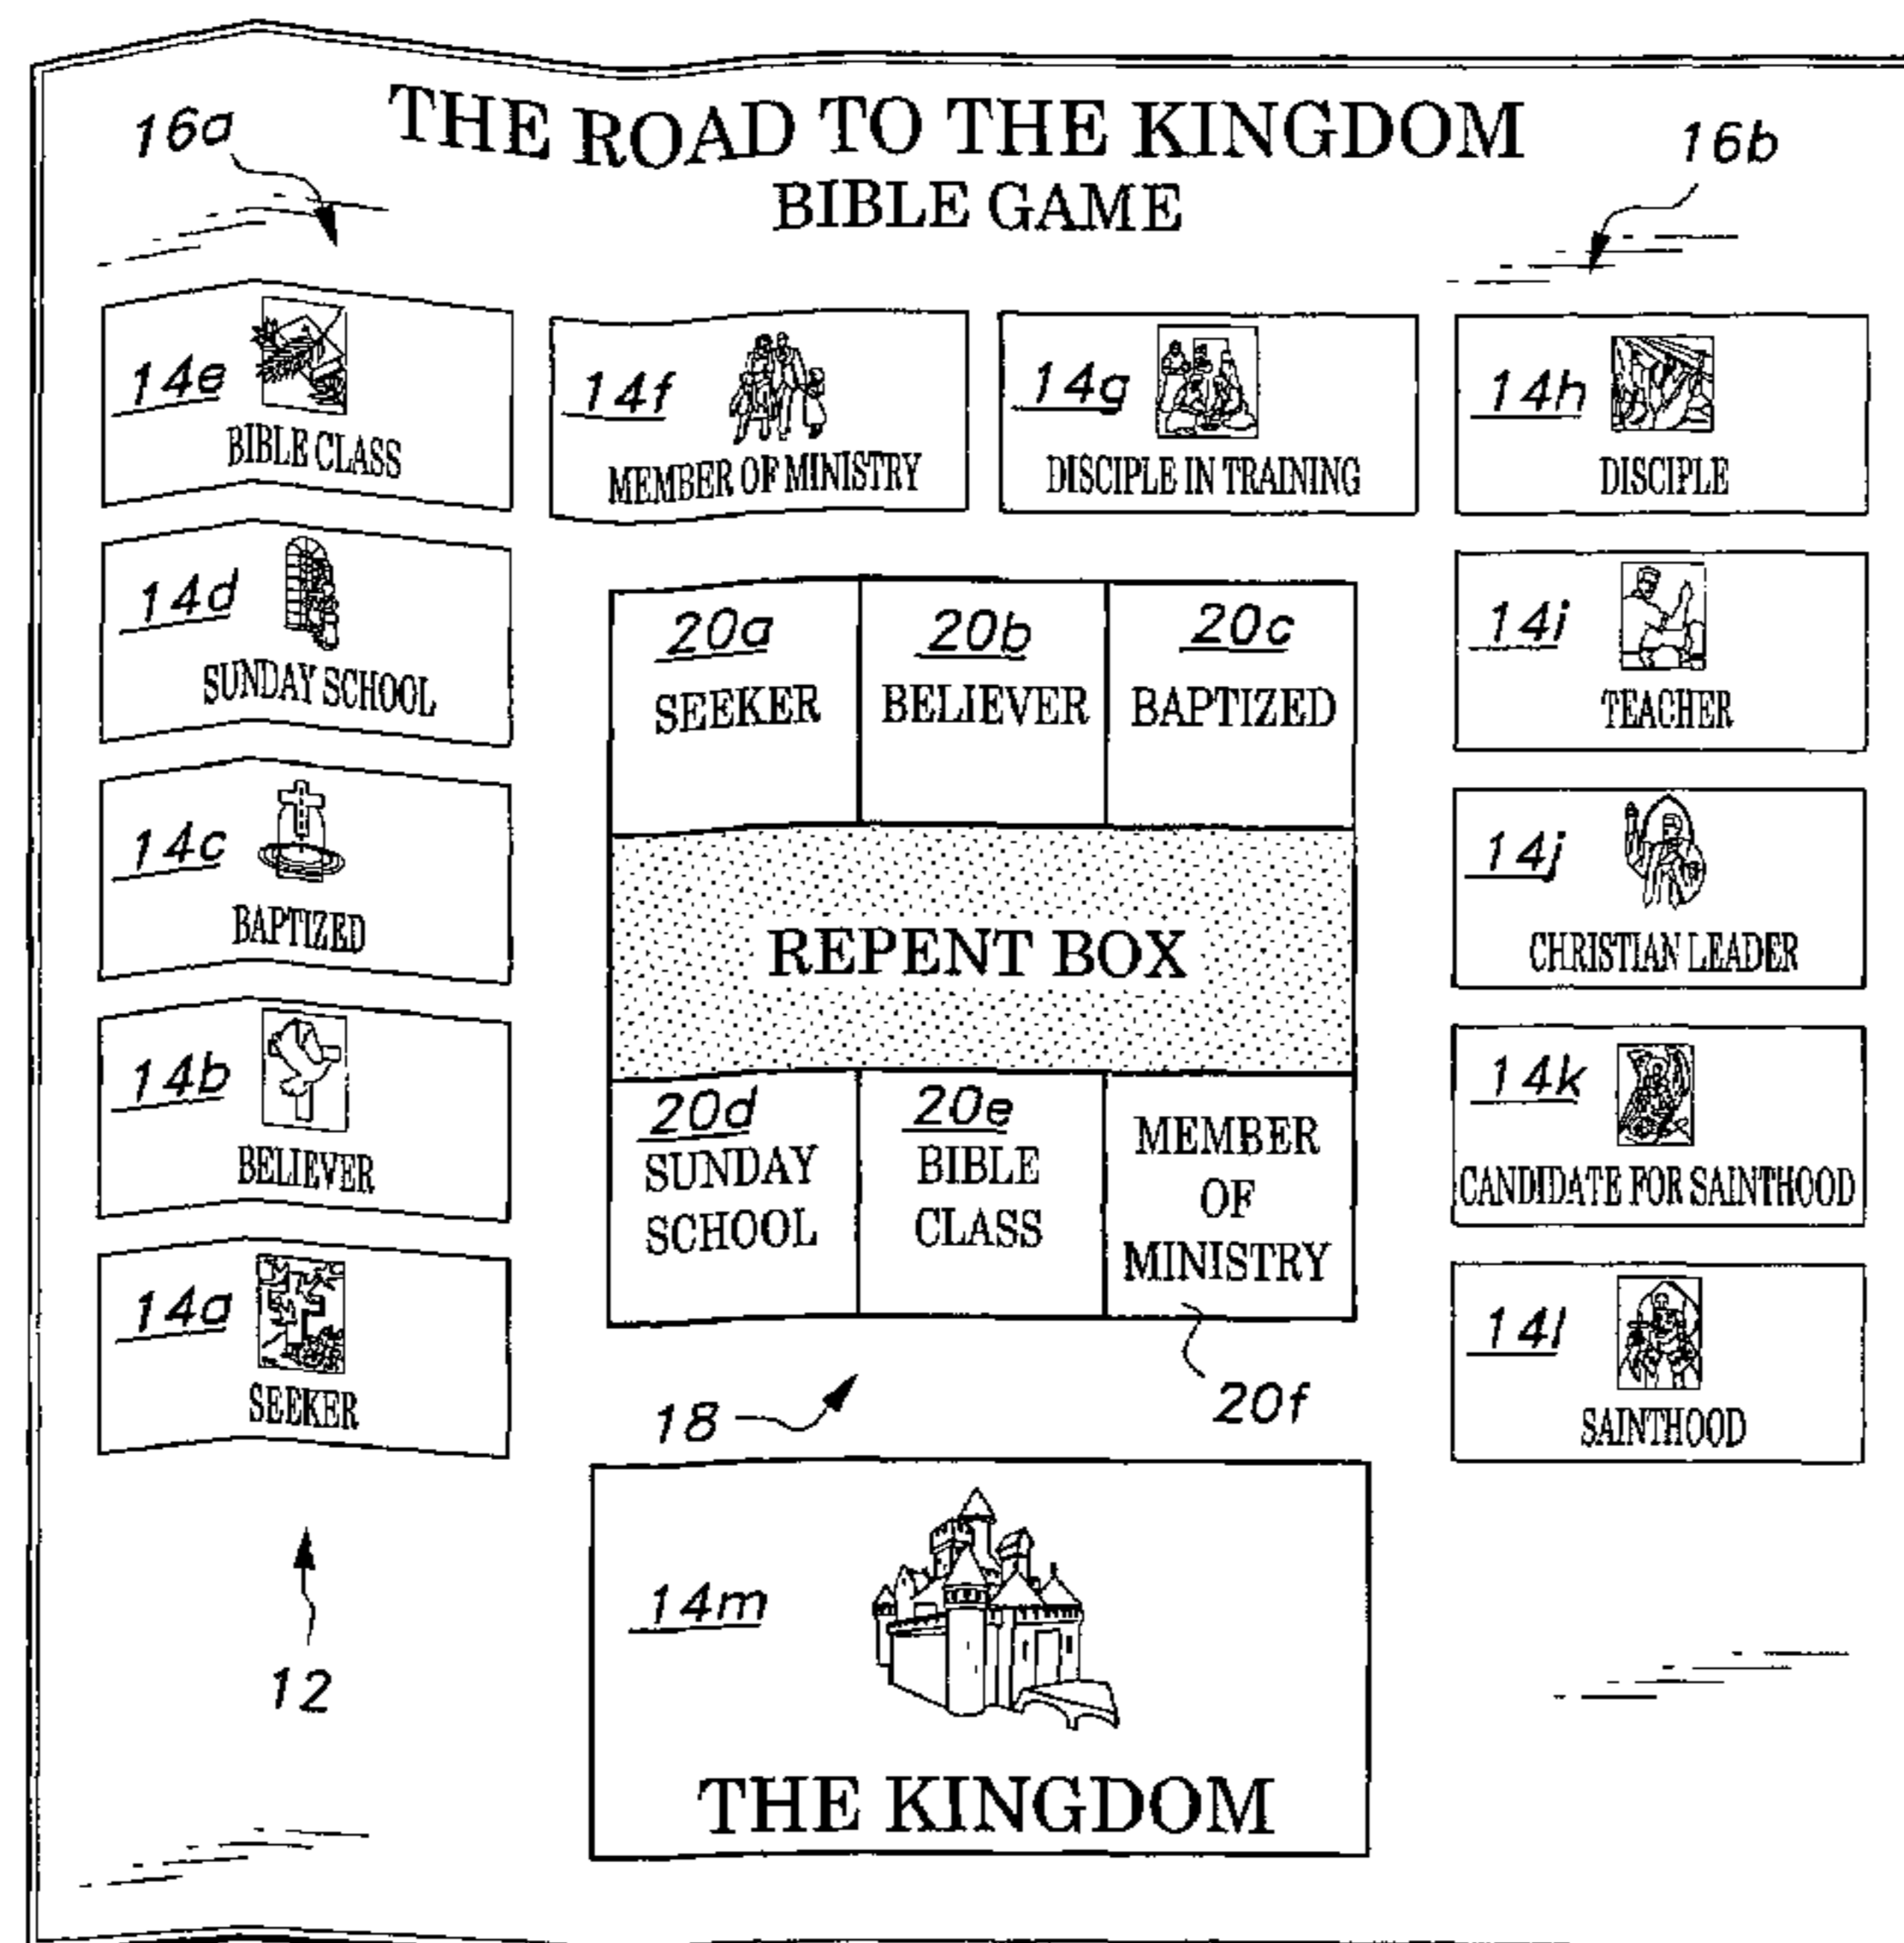 THE ROAD TO THE KINGDOM
BIBLE GAME
16a
16b
14e
BIBLE CLASS
14f
MEMBER OF MINISTRY
14g
DISCIPLE IN TRAINING
14h
DISCIPLE
14d
SUNDAY SCHOOL
14c
BAPTIZED
14b
BELIEVER
14a
SEEKER
12
20a
SEEKER
20b
BELIEVER
20c
BAPTIZED
REPENT BOX
20d
SUNDAY
SCHOOL
20e
BIBLE
CLASS
MEMBER
OF
MINISTRY
20f
18
14i
TEACHER
14j
CHRISTIAN LEADER
14k
CANDIDATE FOR SAINTHOOD
14l
SAINTHOOD
14m
THE KINGDOM